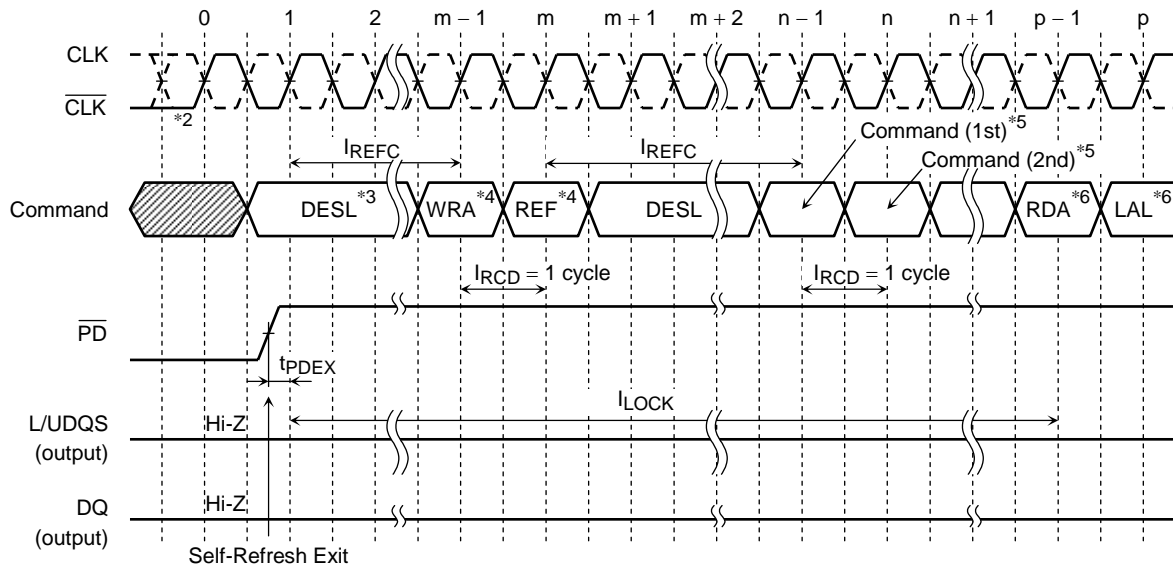 0 1 2 m − 1 m m + 1 m + 2 n − 1 n n + 1 p − 1 p
CLK
CLK
*2
Command (1st)*5
IREFC IREFC
Command (2nd)*5
Command DESL*3 WRA*4 REF*4 DESL RDA*6 LAL*6
IRCD = 1 cycle IRCD = 1 cycle
PD
tPDEX
ILOCK
L/UDQS Hi-Z
(output)
DQ Hi-Z
(output)
Self-Refresh Exit